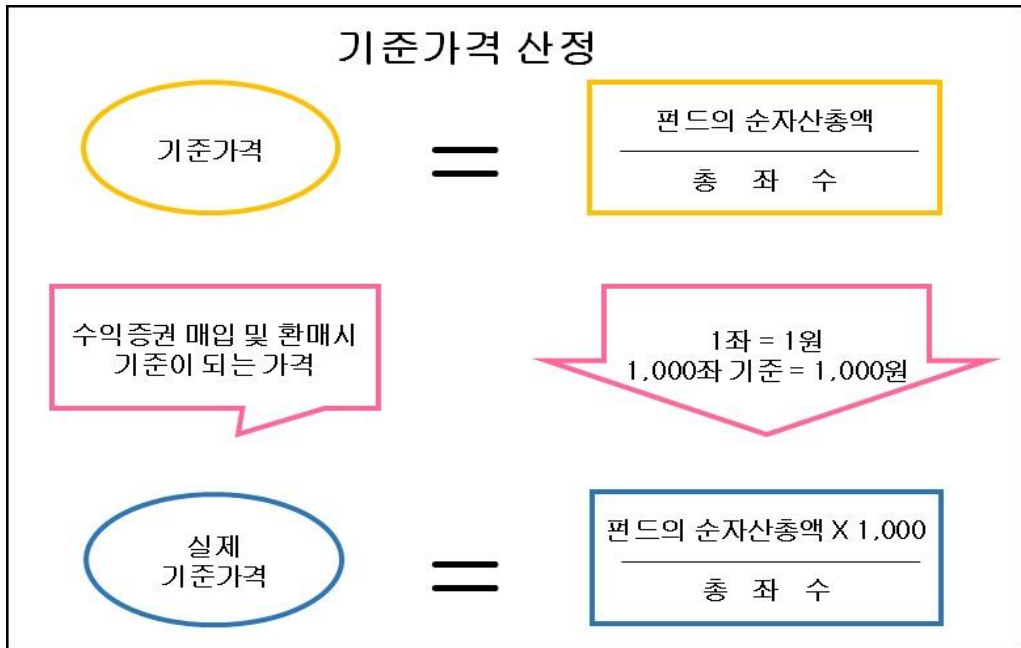 기준가격 산정
기준가격
=
펀드의 순자산총액
총 좌 수
수익증권 매입 및 환매시
기준이 되는 가격
1좌 = 1원
1,000좌 기준 = 1,000원
실제
기준가격
=
펀드의 순자산총액 X 1,000
총 좌 수